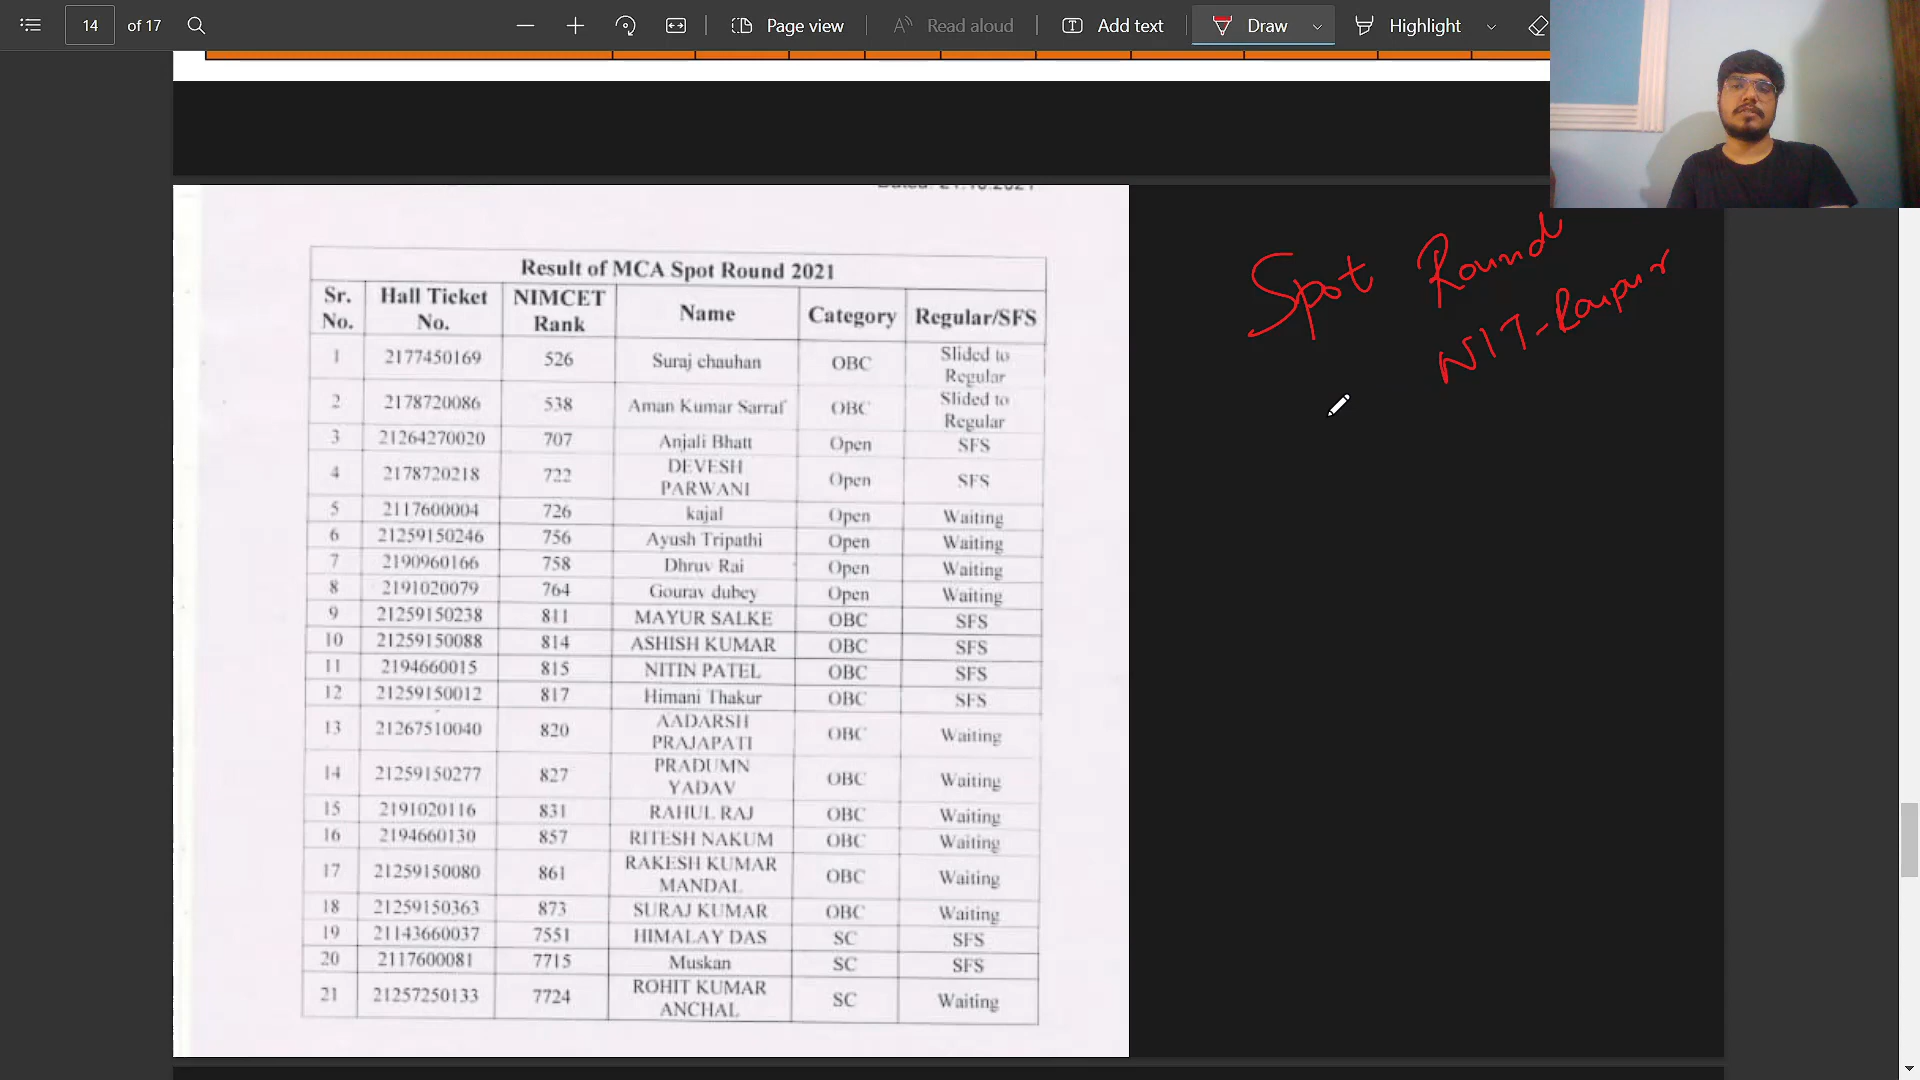 14 of 17 Page view Read aloud Add text Draw Highlight
Result of MCA Spot Round 2021
Sr. No. Hall Ticket No. NIMCET Rank Name Category Regular/SFS
1 2177450169 526 Suraj chauhan OBC Slided to Regular
2 2178720086 538 Aman Kumar Sarraf OBC Slided to Regular
3 21264270020 707 Anjali Bhatt Open SFS
4 2178720218 722 DEVESH PARWANI Open SFS
5 2117600004 726 kajal Open Waiting
6 21259150246 756 Ayush Tripathi Open Waiting
7 2190960166 758 Dhruv Rai Open Waiting
8 2191020079 764 Gourav dubey Open Waiting
9 21259150238 811 MAYUR SALKE OBC SFS
10 21259150088 814 ASHISH KUMAR OBC SFS
11 2194660015 815 NITIN PATEL OBC SFS
12 21259150012 817 Himani Thakur OBC SFS
13 21267510040 820 AADARSH PRAJAPATI OBC Waiting
14 21259150277 827 PRADUMN YADAV OBC Waiting
15 2191020116 831 RAHUL RAJ OBC Waiting
16 2194660130 857 RITESH NAKUM OBC Waiting
17 21259150080 861 RAKESH KUMAR MANDAL OBC Waiting
18 21259150363 873 SURAJ KUMAR OBC Waiting
19 21143660037 7551 HIMALAY DAS SC SFS
20 2117600081 7715 Muskan SC SFS
21 21257250133 7724 ROHIT KUMAR ANCHAL SC Waiting
Spot Round
NIT-Raipur